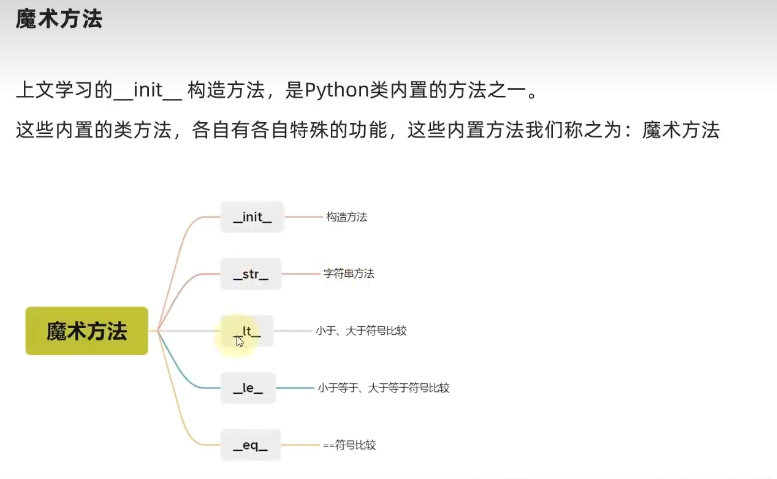 魔术方法
上文学习的__init__ 构造方法，是Python类内置的方法之一。
这些内置的类方法，各自有各自特殊的功能，这些内置方法我们称之为：魔术方法
魔术方法
_init_ 构造方法
_str_ 字符串方法
_lt_ 小于、大于符号比较
_le_ 小于等于、大于等于符号比较
_eq_ ==符号比较